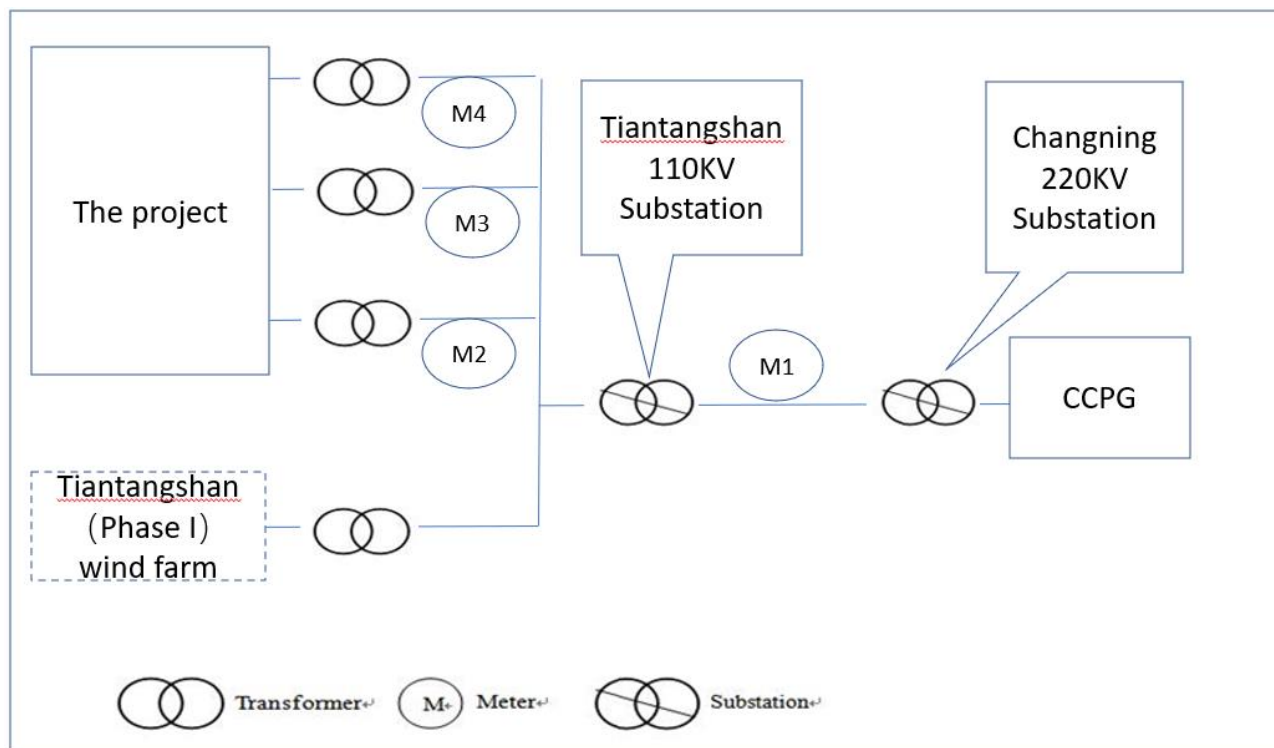 The project
M4
M3
M2
Tiantangshan
110KV
Substation
Changning
220KV
Substation
M1
CCPG
Tiantangshan
（Phase I）
wind farm
Transformer↵
M↵
Meter↵
Substation↵